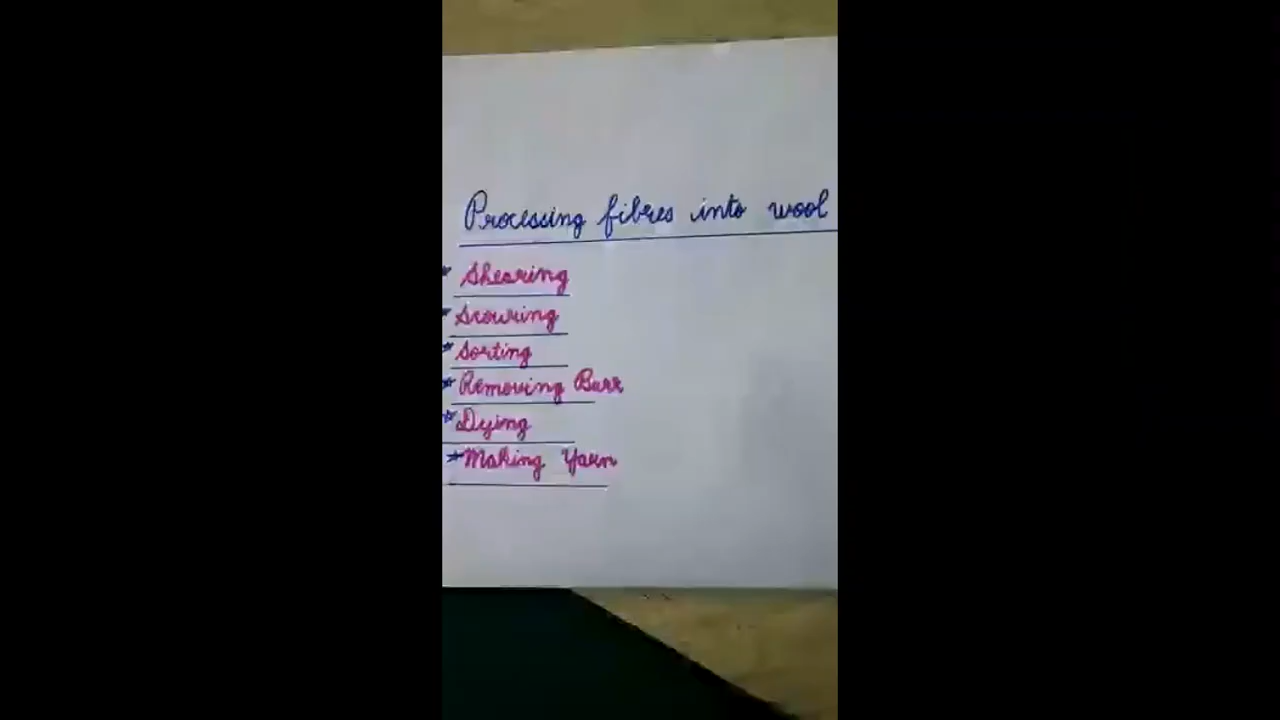 Processing fibres into wool
* Shearing
* Scouring
* Sorting
* Removing Burr
* Dying
* Making Yarn